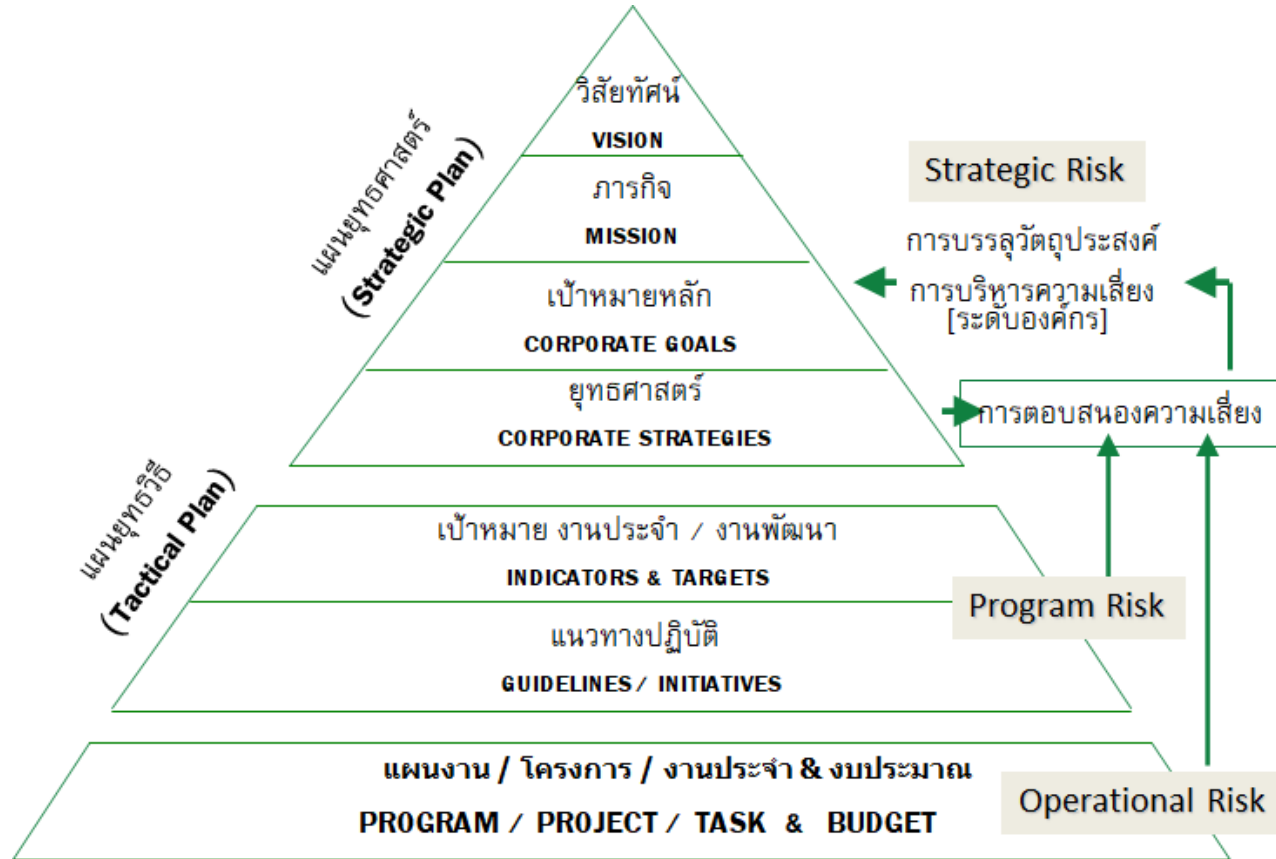 วิสัยทัศน์
VISION
ภารกิจ
MISSION
เป้าหมายหลัก
CORPORATE GOALS
ยุทธศาสตร์
CORPORATE STRATEGIES
แผนยุทธศาสตร์
(Strategic Plan)
Strategic Risk
การบรรลุวัตถุประสงค์
การบริหารความเสี่ยง
[ระดับองค์กร]
การตอบสนองความเสี่ยง
แผนยุทธวิธี
(Tactical Plan)
เป้าหมาย งานประจำ / งานพัฒนา
INDICATORS & TARGETS
แนวทางปฏิบัติ
GUIDELINES / INITIATIVES
Program Risk
แผนงาน / โครงการ / งานประจำ & งบประมาณ
PROGRAM / PROJECT / TASK & BUDGET
Operational Risk